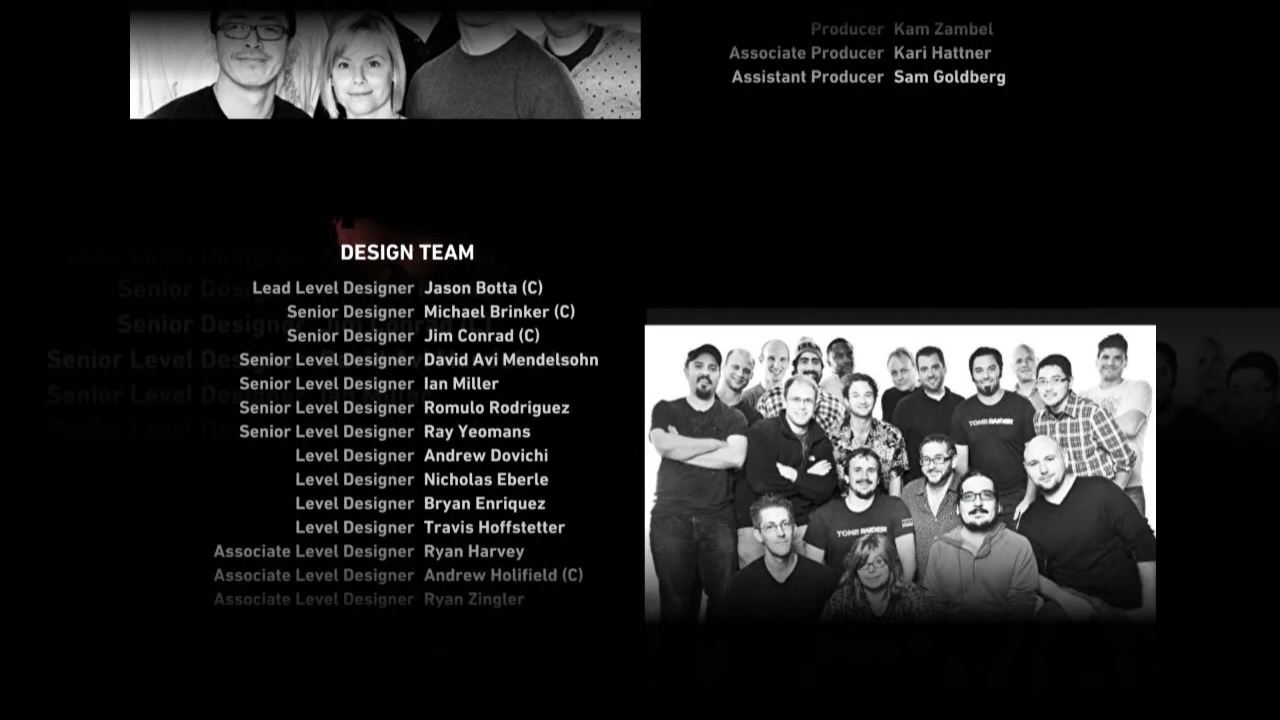 Producer Kam Zambel
Associate Producer Kari Hattner
Assistant Producer Sam Goldberg
DESIGN TEAM
Lead Level Designer Jason Botta (C)
Senior Designer Michael Brinker (C)
Senior Designer Jim Conrad (C)
Senior Level Designer David Avi Mendelsohn
Senior Level Designer Ian Miller
Senior Level Designer Romulo Rodriguez
Senior Level Designer Ray Yeomans
Level Designer Andrew Dovichi
Level Designer Nicholas Eberle
Level Designer Bryan Enriquez
Level Designer Travis Hoffstetter
Associate Level Designer Ryan Harvey
Associate Level Designer Andrew Holifield (C)
Associate Level Designer Ryan Zingler
TOMB RAIDER
TOMB RAIDER